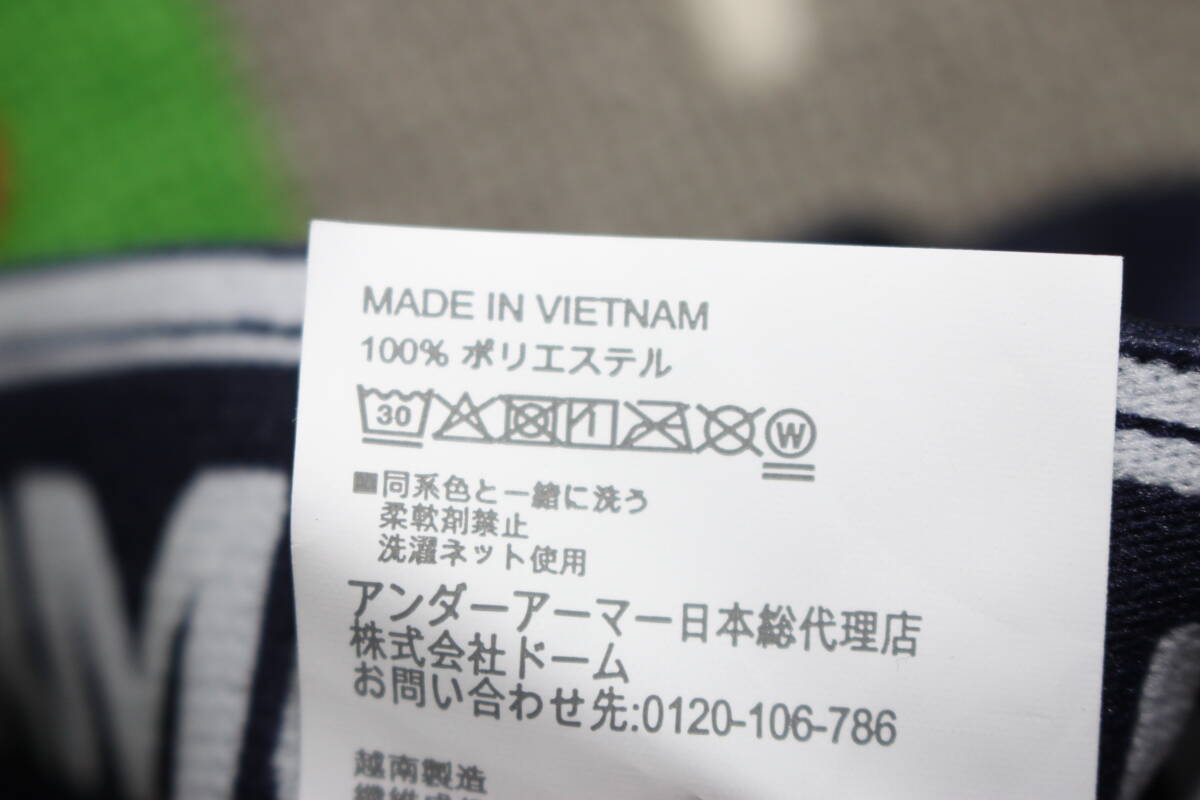 MADE IN VIETNAM
100% ポリエステル
30
W
■同系色と一緒に洗う
柔軟剤禁止
洗濯ネット使用
アンダーアーマー日本総代理店
株式会社ドーム
お問い合わせ先:0120-106-786
越南製造